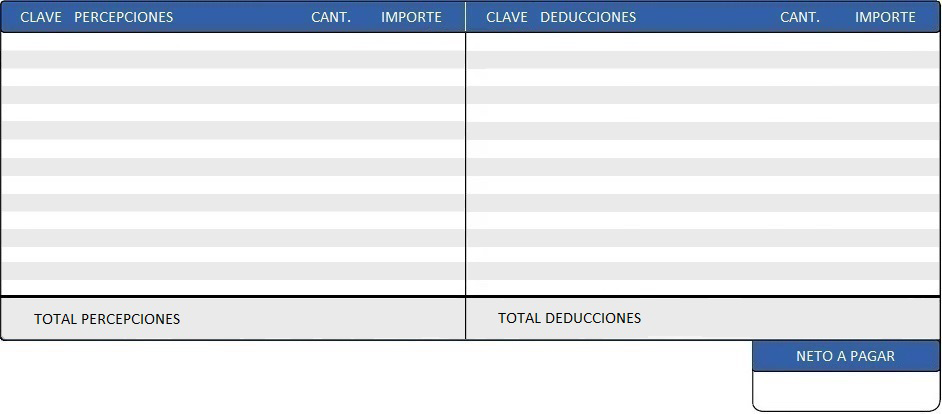 CLAVE PERCEPCIONES CANT. IMPORTE CLAVE DEDUCCIONES CANT. IMPORTE
TOTAL PERCEPCIONES TOTAL DEDUCCIONES
NETO A PAGAR